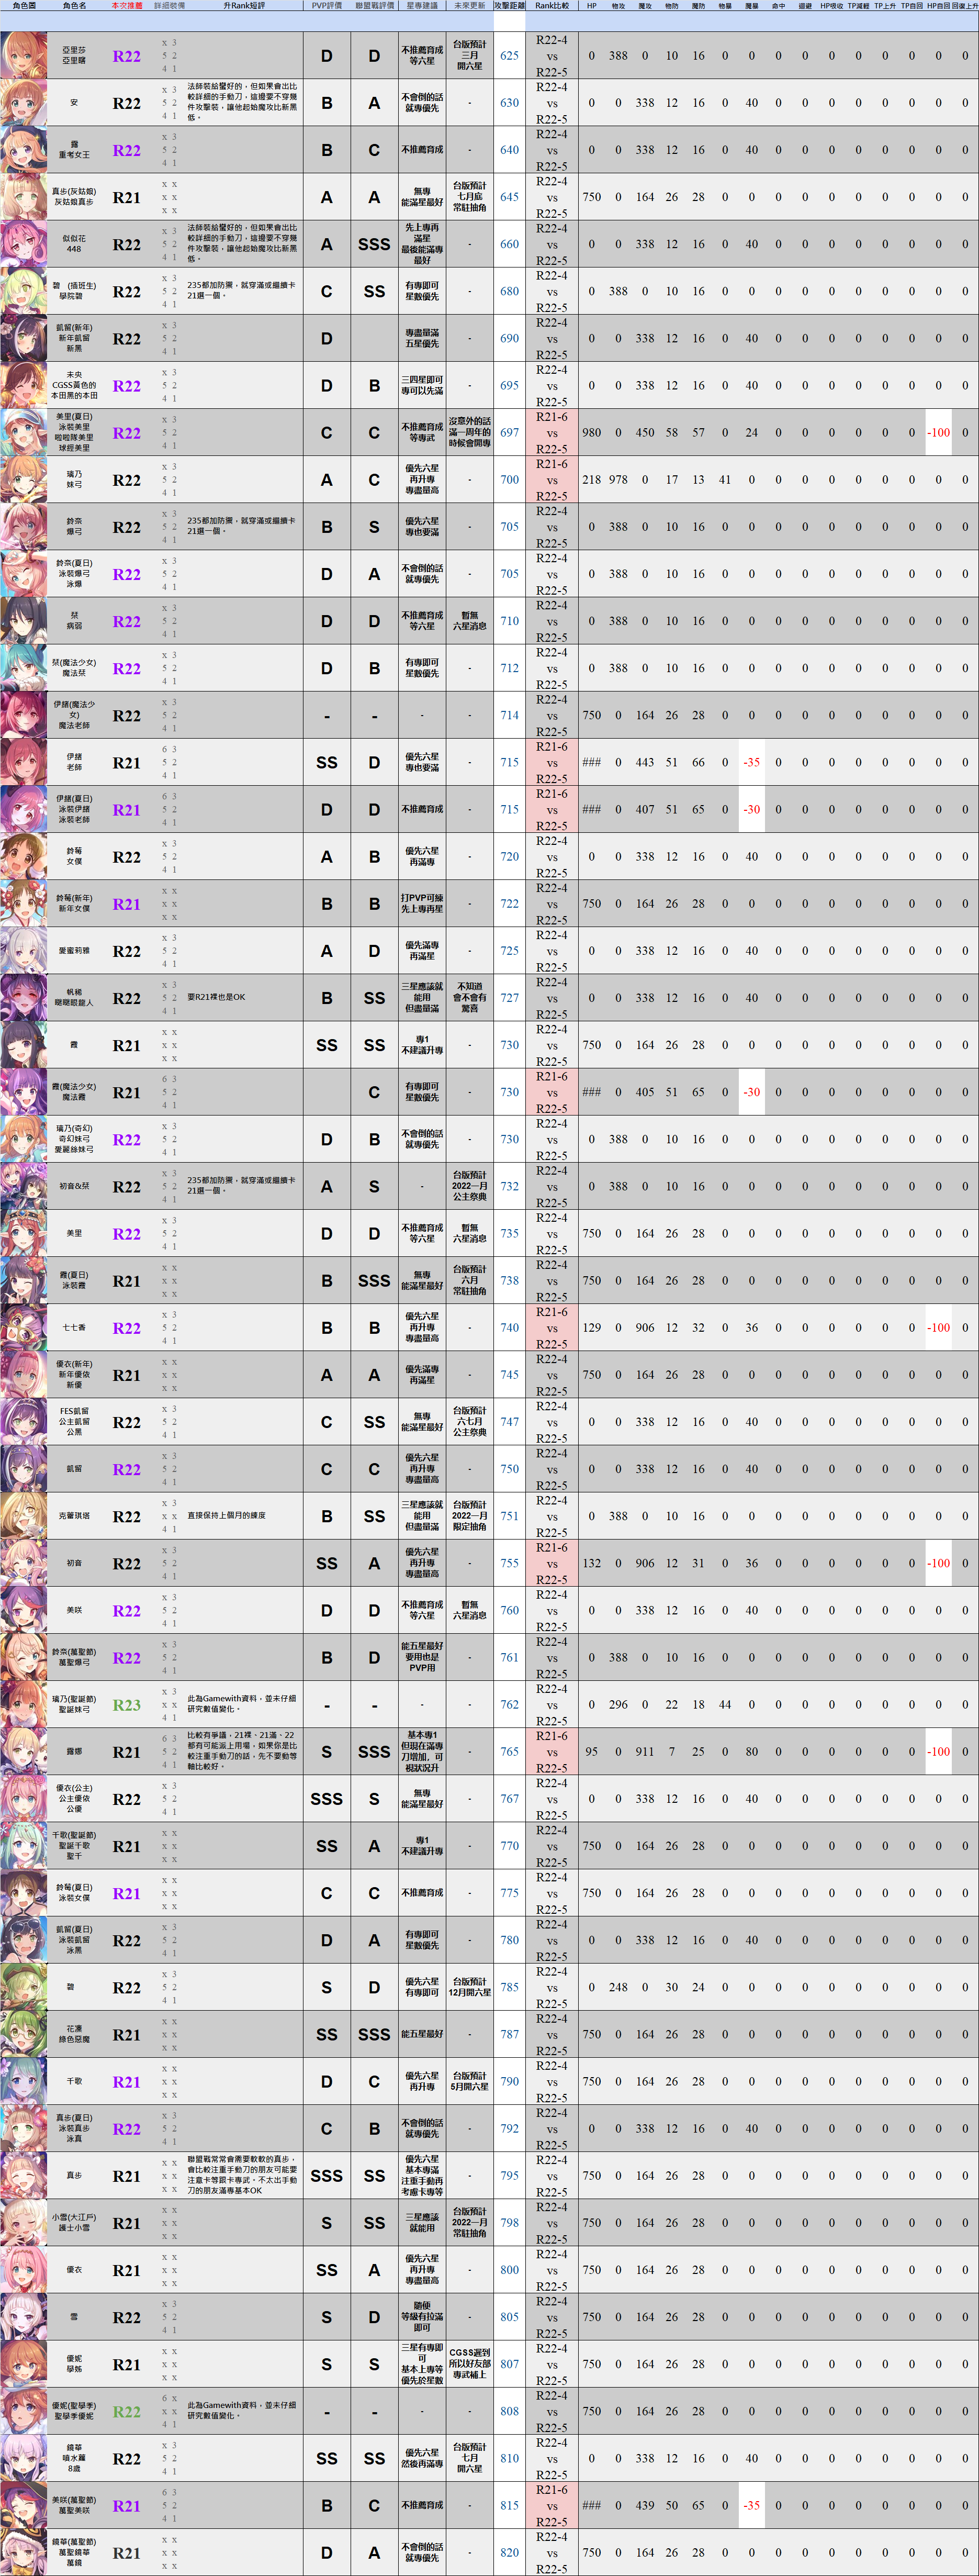 角色圖 角色名 本次推薦 詳細裝備 升Rank短評 PVP評價 聯盟戰評價 星專建議 未來更新 攻擊距離 Rank比較 HP 物攻 魔攻 物防 魔防 物暴 魔暴 命中 迴避 HP吸收 TP減輕 TP上升 TP自回 HP自回 回復上升
亞里莎
亞里曙
R22
x 3
5 2
4 1
D D
不推薦育成
等六星
台版預計
三月
開六星
625
R22-4
vs
R22-5
0 388 0 10 16 0 0 0 0 0 0 0 0 0 0
安
R22
x 3
5 2
4 1
法師裝給蠻好的，但如果會出比
較詳細的手動刀，這邊要不穿幾
件攻擊裝，讓他起始魔攻比新黑
低。
B A
不會倒的話
就專優先
-
630
R22-4
vs
R22-5
0 0 338 12 16 0 40 0 0 0 0 0 0 0 0
露
重考女王
R22
x 3
5 2
4 1
B C
不推薦育成
-
640
R22-4
vs
R22-5
0 0 338 12 16 0 40 0 0 0 0 0 0 0 0
真步(灰姑娘)
灰姑娘真步
R21
x x
x x
x x
A A
無專
能滿星最好
台版預計
七月底
常駐抽角
645
R22-4
vs
R22-5
750 0 164 26 28 0 0 0 0 0 0 0 0 0 0
似似花
448
R22
x 3
5 2
4 1
法師裝給蠻好的，但如果會出比
較詳細的手動刀，這邊要不穿幾
件攻擊裝，讓他起始魔攻比新黑
低。
A SSS
先上專再
滿星
最後能滿專
最好
-
660
R22-4
vs
R22-5
0 0 338 12 16 0 40 0 0 0 0 0 0 0 0
碧 (插班生)
學院碧
R22
x 3
5 2
4 1
235都加防禦，就穿滿或繼續卡
21選一個。
C SS
有專即可
星數優先
-
680
R22-4
vs
R22-5
0 388 0 10 16 0 0 0 0 0 0 0 0 0 0
凱留(新年)
新年凱留
新黑
R22
x 3
5 2
4 1
D
專盡量滿
五星優先
-
690
R22-4
vs
R22-5
0 0 338 12 16 0 40 0 0 0 0 0 0 0 0
未央
CGSS黃色的
本田黑的本田
R22
x 3
5 2
4 1
D B
三四星即可
專可以先滿
-
695
R22-4
vs
R22-5
0 0 338 12 16 0 40 0 0 0 0 0 0 0 0
美里(夏日)
泳裝美里
啦啦隊美里
球經美里
R22
x 3
5 2
4 1
C C
不推薦育成
等專武
沒意外的話
滿一周年的
時候會開專
697
R21-6
vs
R22-5
980 0 450 58 57 0 24 0 0 0 0 0 0 -100 0
璃乃
妹弓
R22
x 3
5 2
4 1
A C
優先六星
再升專
專盡量高
-
700
R21-6
vs
R22-5
218 978 0 17 13 41 0 0 0 0 0 0 0 0 0
鈴奈
爆弓
R22
x 3
5 2
4 1
235都加防禦，就穿滿或繼續卡
21選一個。
B S
優先六星
專也要滿
-
705
R22-4
vs
R22-5
0 388 0 10 16 0 0 0 0 0 0 0 0 0 0
鈴奈(夏日)
泳裝爆弓
泳爆
R22
x 3
5 2
4 1
D A
不會倒的話
就專優先
-
705
R22-4
vs
R22-5
0 388 0 10 16 0 0 0 0 0 0 0 0 0 0
栞
病弱
R22
x 3
5 2
4 1
D D
不推薦育成
等六星
暫無
六星消息
710
R22-4
vs
R22-5
0 388 0 10 16 0 0 0 0 0 0 0 0 0 0
栞(魔法少女)
魔法栞
R22
x 3
5 2
4 1
D B
有專即可
星數優先
-
712
R22-4
vs
R22-5
0 388 0 10 16 0 0 0 0 0 0 0 0 0 0
伊緒(魔法少
女)
魔法老師
R22
x 3
5 2
4 1
- -
-
-
714
R22-4
vs
R22-5
750 0 164 26 28 0 0 0 0 0 0 0 0 0 0
伊緒
老師
R21
6 3
5 2
4 1
SS D
優先六星
專也要滿
-
715
R21-6
vs
R22-5
### 0 443 51 66 0 -35 0 0 0 0 0 0 0 0
伊緒(夏日)
泳裝伊緒
泳裝老師
R21
6 3
5 2
4 1
D D
不推薦育成
-
715
R21-6
vs
R22-5
### 0 407 51 65 0 -30 0 0 0 0 0 0 0 0
鈴莓
女僕
R22
x 3
5 2
4 1
A B
優先六星
再滿專
-
720
R22-4
vs
R22-5
0 0 338 12 16 0 40 0 0 0 0 0 0 0 0
鈴莓(新年)
新年女僕
R21
x x
x x
x x
B B
打PVP可練
先上專再星
-
722
R22-4
vs
R22-5
750 0 164 26 28 0 0 0 0 0 0 0 0 0 0
愛蜜莉雅
R22
x 3
5 2
4 1
A D
優先滿專
再滿星
-
725
R22-4
vs
R22-5
0 0 338 12 16 0 40 0 0 0 0 0 0 0 0
帆稀
瞇瞇眼龍人
R22
x 3
5 2
4 1
要R21裸也是OK
B SS
三星應該就
能用
但盡量滿
不知道
會不會有
驚喜
727
R22-4
vs
R22-5
0 0 338 12 16 0 40 0 0 0 0 0 0 0 0
霞
R21
x x
x x
x x
SS SS
專1
不建議升專
-
730
R22-4
vs
R22-5
750 0 164 26 28 0 0 0 0 0 0 0 0 0 0
霞(魔法少女)
魔法霞
R21
6 3
5 2
4 1
C
有專即可
星數優先
-
730
R21-6
vs
R22-5
### 0 405 51 65 0 -30 0 0 0 0 0 0 0 0
璃乃(奇幻)
奇幻妹弓
愛麗絲妹弓
R22
x 3
5 2
4 1
D B
不會倒的話
就專優先
-
730
R22-4
vs
R22-5
0 388 0 10 16 0 0 0 0 0 0 0 0 0 0
初音&栞
R22
x 3
5 2
4 1
235都加防禦，就穿滿或繼續卡
21選一個。
A S
-
台版預計
2022一月
公主祭典
732
R22-4
vs
R22-5
0 388 0 10 16 0 0 0 0 0 0 0 0 0 0
美里
R22
x 3
5 2
4 1
D D
不推薦育成
等六星
暫無
六星消息
735
R22-4
vs
R22-5
750 0 164 26 28 0 0 0 0 0 0 0 0 0 0
霞(夏日)
泳裝霞
R21
x x
x x
x x
B SSS
無專
能滿星最好
台版預計
六月
常駐抽角
738
R22-4
vs
R22-5
750 0 164 26 28 0 0 0 0 0 0 0 0 0 0
七七香
R22
x 3
5 2
4 1
B B
優先六星
再升專
專盡量高
-
740
R21-6
vs
R22-5
129 0 906 12 32 0 36 0 0 0 0 0 0 -100 0
優衣(新年)
新年優依
新優
R21
x x
x x
x x
A A
優先滿專
再滿星
-
745
R22-4
vs
R22-5
750 0 164 26 28 0 0 0 0 0 0 0 0 0 0
FES凱留
公主凱留
公黑
R22
x 3
5 2
4 1
C SS
無專
能滿星最好
台版預計
六七月
公主祭典
747
R22-4
vs
R22-5
0 0 338 12 16 0 40 0 0 0 0 0 0 0 0
凱留
R22
x 3
5 2
4 1
C C
優先六星
再升專
專盡量高
-
750
R22-4
vs
R22-5
0 0 338 12 16 0 40 0 0 0 0 0 0 0 0
克蕾琪塔
R22
x 3
x x
4 1
直接保持上個月的練度
B SS
三星應該就
能用
但盡量滿
台版預計
2022一月
限定抽角
751
R22-4
vs
R22-5
0 388 0 10 16 0 0 0 0 0 0 0 0 0 0
初音
R22
x 3
5 2
4 1
SS A
優先六星
再升專
專盡量高
-
755
R21-6
vs
R22-5
132 0 906 12 31 0 36 0 0 0 0 0 0 -100 0
美咲
R22
x 3
5 2
4 1
D D
不推薦育成
等六星
暫無
六星消息
760
R22-4
vs
R22-5
0 0 338 12 16 0 40 0 0 0 0 0 0 0 0
鈴奈(萬聖節)
萬聖爆弓
R22
x 3
5 2
4 1
B D
能五星最好
要用也是
PVP用
-
761
R22-4
vs
R22-5
0 388 0 10 16 0 0 0 0 0 0 0 0 0 0
璃乃(聖誕節)
聖誕妹弓
R23
x 3
x x
4 1
此為Gamewith資料，並未仔細
研究數值變化。
- -
-
-
762
R22-4
vs
R22-5
0 296 0 22 18 44 0 0 0 0 0 0 0 0 0
露娜
R21
6 3
5 2
4 1
比較有爭議，21裸、21滿、22
都有可能派上用場，如果你是比
較注重手動刀的話，先不要動等
軸比較好。
S SSS
基本專1
但現在滿專
刀增加，可
視狀況升
-
765
R21-6
vs
R22-5
95 0 911 7 25 0 80 0 0 0 0 0 0 -100 0
優衣(公主)
公主優依
公優
R22
x 3
5 2
4 1
SSS S
無專
能滿星最好
-
767
R22-4
vs
R22-5
0 0 338 12 16 0 40 0 0 0 0 0 0 0 0
千歌(聖誕節)
聖誕千歌
聖千
R21
x x
x x
x x
SS A
專1
不建議升專
-
770
R22-4
vs
R22-5
750 0 164 26 28 0 0 0 0 0 0 0 0 0 0
鈴莓(夏日)
泳裝女僕
R21
x x
x x
x x
C C
不推薦育成
-
775
R22-4
vs
R22-5
750 0 164 26 28 0 0 0 0 0 0 0 0 0 0
凱留(夏日)
泳裝凱留
泳黑
R22
x 3
5 2
4 1
D A
有專即可
星數優先
-
780
R22-4
vs
R22-5
0 0 338 12 16 0 40 0 0 0 0 0 0 0 0
碧
R22
x 3
5 2
4 1
S D
優先六星
有專即可
台版預計
12月開六星
785
R22-4
vs
R22-5
0 248 0 30 24 0 0 0 0 0 0 0 0 0 0
花凜
綠色惡魔
R21
x x
x x
x x
SS SSS
能五星最好
-
787
R22-4
vs
R22-5
750 0 164 26 28 0 0 0 0 0 0 0 0 0 0
千歌
R21
x x
x x
x x
D C
優先六星
再升專
台版預計
5月開六星
790
R22-4
vs
R22-5
750 0 164 26 28 0 0 0 0 0 0 0 0 0 0
真步(夏日)
泳裝真步
泳真
R22
x 3
5 2
4 1
C B
不會倒的話
就專優先
-
792
R22-4
vs
R22-5
0 0 338 12 16 0 40 0 0 0 0 0 0 0 0
真步
R21
x x
x x
x x
聯盟戰常常會需要軟軟的真步，
會比較注重手動刀的朋友可能要
注意卡等跟卡專武。不太出手動
刀的朋友滿專基本OK
SSS SS
優先六星
基本專滿
注重手動再
考慮卡專等
-
795
R22-4
vs
R22-5
750 0 164 26 28 0 0 0 0 0 0 0 0 0 0
小雪(大江戶)
護士小雪
R21
x x
x x
x x
S SS
三星應該
就能用
台版預計
2022一月
常駐抽角
798
R22-4
vs
R22-5
750 0 164 26 28 0 0 0 0 0 0 0 0 0 0
優衣
R21
x x
x x
x x
SS A
優先六星
再升專
專盡量高
-
800
R22-4
vs
R22-5
750 0 164 26 28 0 0 0 0 0 0 0 0 0 0
雪
R22
x 3
5 2
4 1
S D
隨便
等級有拉滿
即可
-
805
R22-4
vs
R22-5
750 0 164 26 28 0 0 0 0 0 0 0 0 0 0
優妮
學姊
R21
x x
x x
x x
S S
三星有專即
可
基本上專等
優先於星數
CGSS遲到
所以好友部
專武補上
807
R22-4
vs
R22-5
750 0 164 26 28 0 0 0 0 0 0 0 0 0 0
優妮(聖學季)
聖學季優妮
R22
6 x
x x
4 1
此為Gamewith資料，並未仔細
研究數值變化。
- -
-
-
808
R22-4
vs
R22-5
750 0 164 26 28 0 0 0 0 0 0 0 0 0 0
鏡華
噴水蘿
8歲
R22
x 3
5 2
4 1
SS SS
優先六星
然後再滿專
台版預計
七月
開六星
810
R22-4
vs
R22-5
0 0 338 12 16 0 40 0 0 0 0 0 0 0 0
美咲(萬聖節)
萬聖美咲
R21
6 3
5 2
4 1
B C
不推薦育成
-
815
R21-6
vs
R22-5
### 0 439 50 65 0 -35 0 0 0 0 0 0 0 0
鏡華(萬聖節)
萬聖鏡華
萬鏡
R21
x x
x x
x x
D A
不會倒的話
就專優先
-
820
R22-4
vs
R22-5
750 0 164 26 28 0 0 0 0 0 0 0 0 0 0